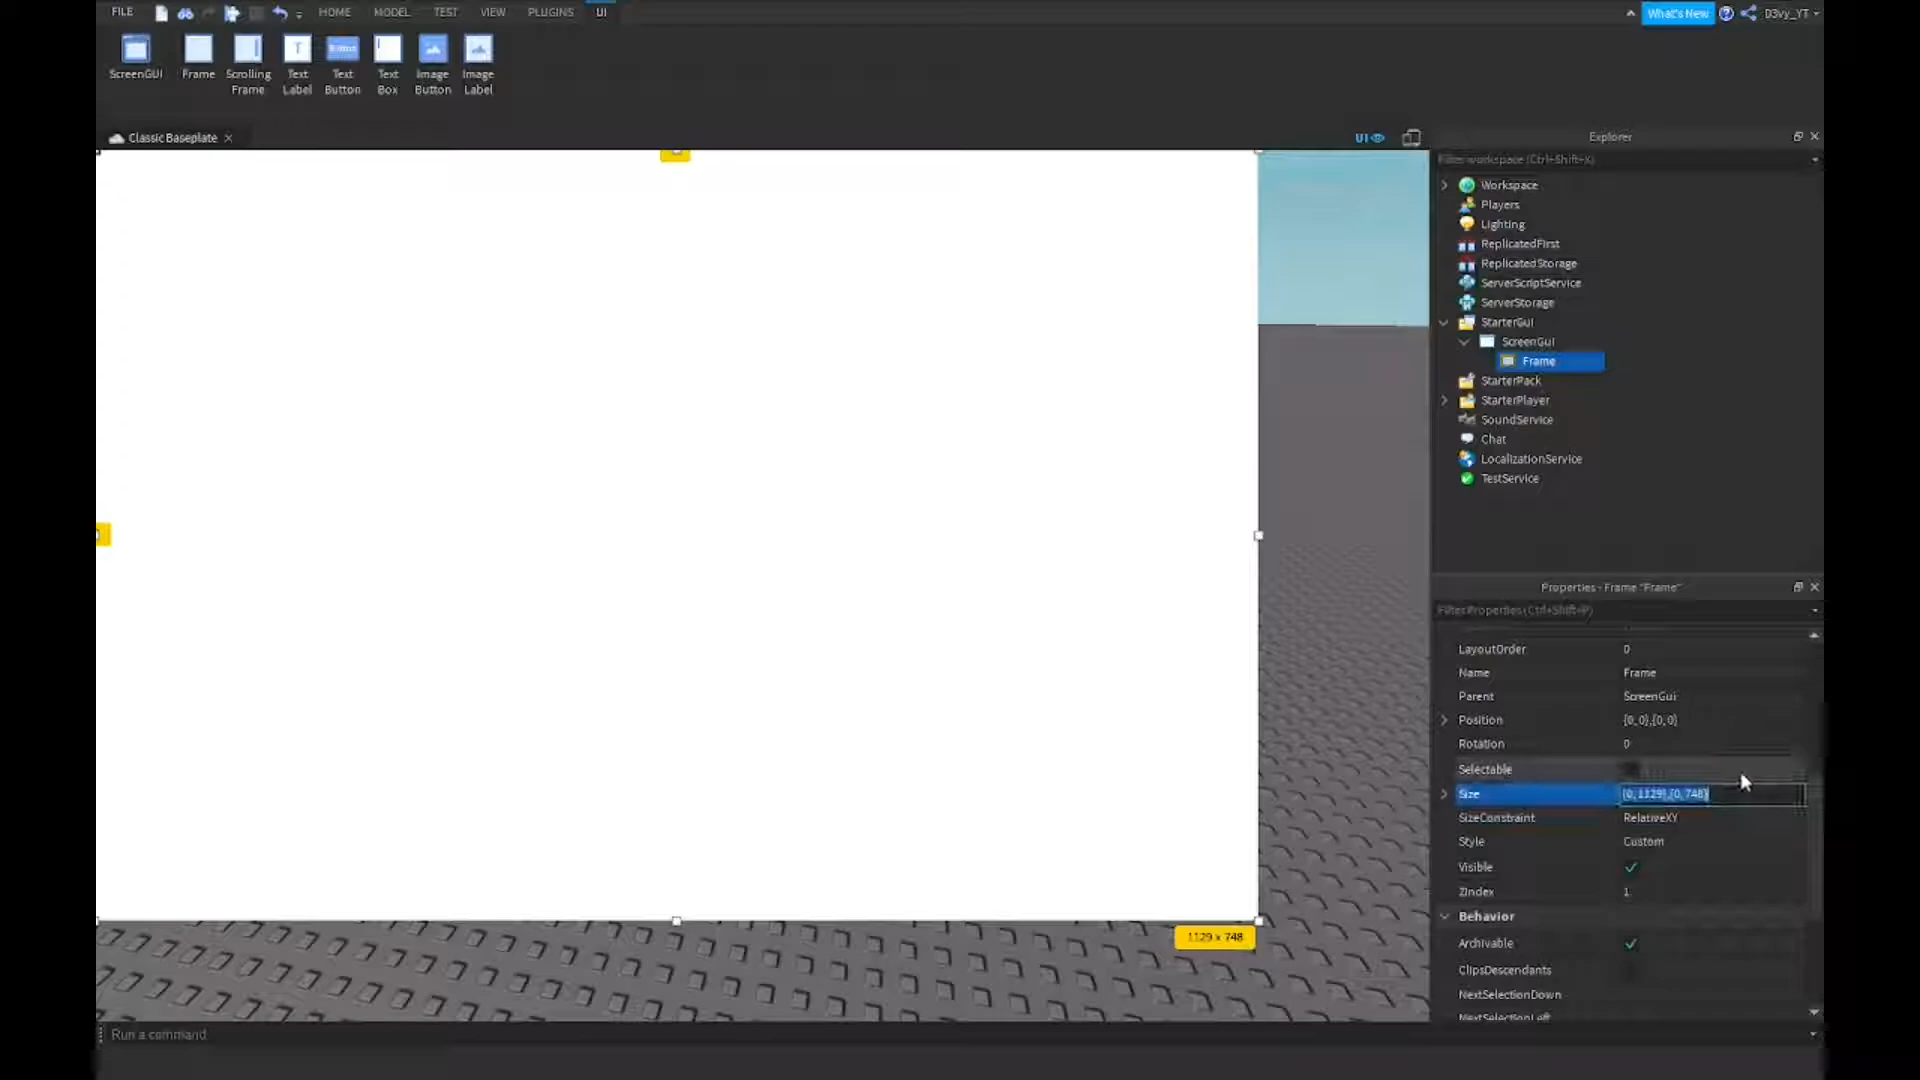 FILE HOME MODEL TEST VIEW PLUGINS UI What's New D3vy_YT
ScreenGUI Frame Scrolling Frame Text Label Text Button Text Box Image Button Image Label
Classic Baseplate UI
Explorer
Filter workspace (Ctrl+Shift+X)
Workspace
Players
Lighting
ReplicatedFirst
ReplicatedStorage
ServerScriptService
ServerStorage
StarterGui
ScreenGui
Frame
StarterPack
StarterPlayer
SoundService
Chat
LocalizationService
TestService
Properties - Frame "Frame"
Filter Properties (Ctrl+Shift+P)
LayoutOrder 0
Name Frame
Parent ScreenGui
Position {0, 0},{0, 0}
Rotation 0
Selectable
Size {0, 1129},{0, 748}
SizeConstraint RelativeXY
Style Custom
Visible
ZIndex 1
Behavior
Archivable
ClipsDescendants
NextSelectionDown
NextSelectionLeft
1129 x 748
Run a command